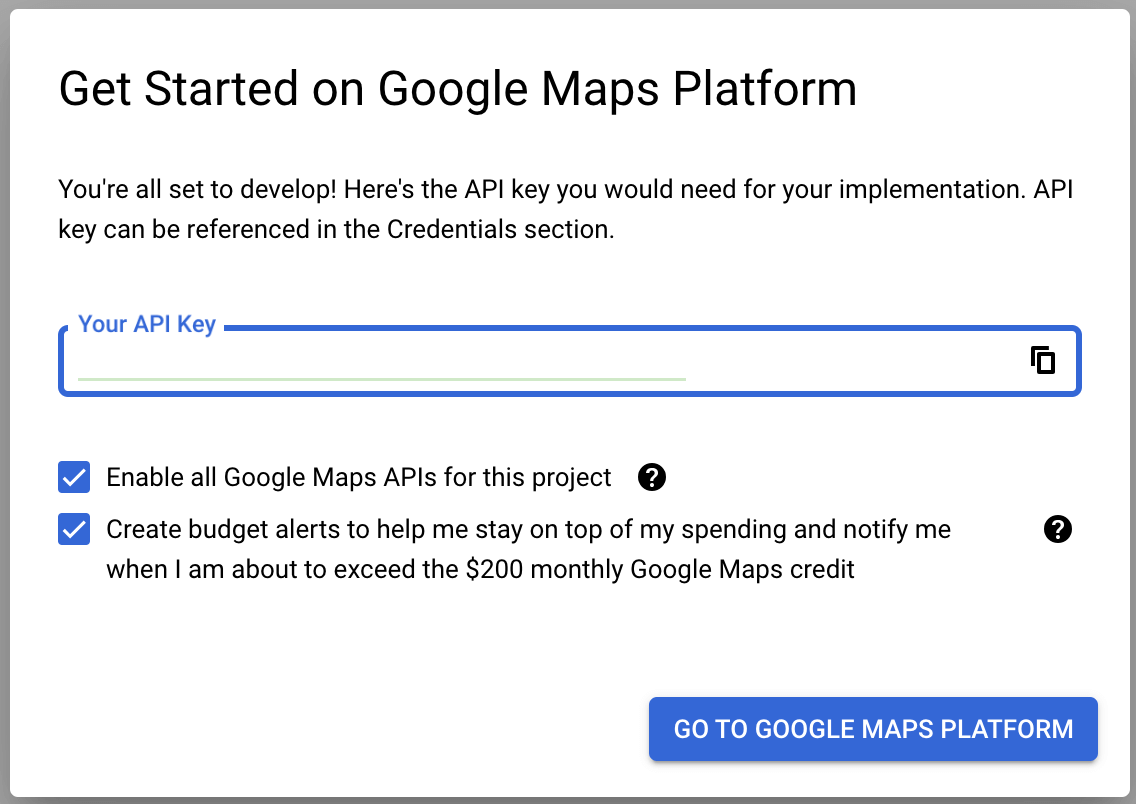 Get Started on Google Maps Platform
You're all set to develop! Here's the API key you would need for your implementation. API
key can be referenced in the Credentials section.
Your API Key
Enable all Google Maps APIs for this project
Create budget alerts to help me stay on top of my spending and notify me
when I am about to exceed the $200 monthly Google Maps credit
GO TO GOOGLE MAPS PLATFORM